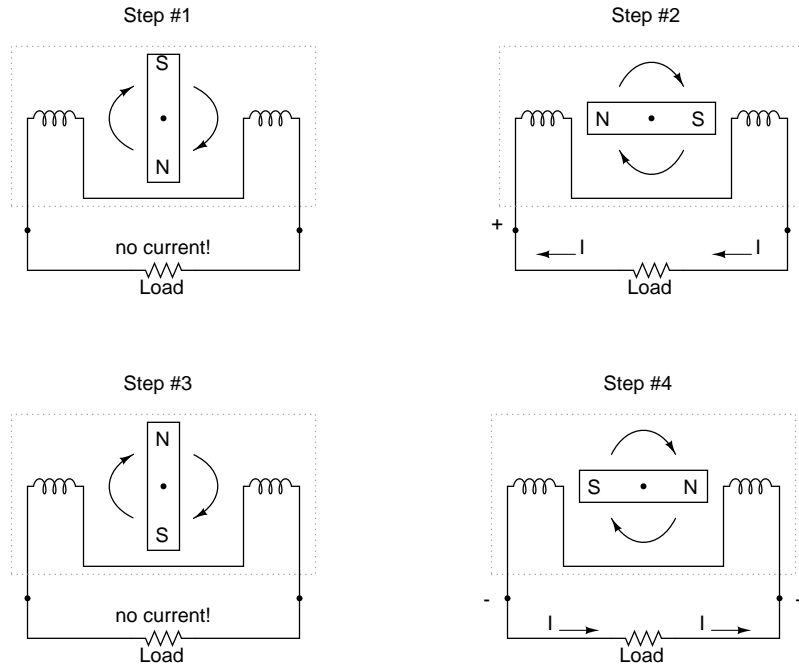 Step #1
Step #2
S
N
N S
+
I I
no current!
Load
Load
Step #3
Step #4
N
S
S N
- 
no current!
I I
Load
Load